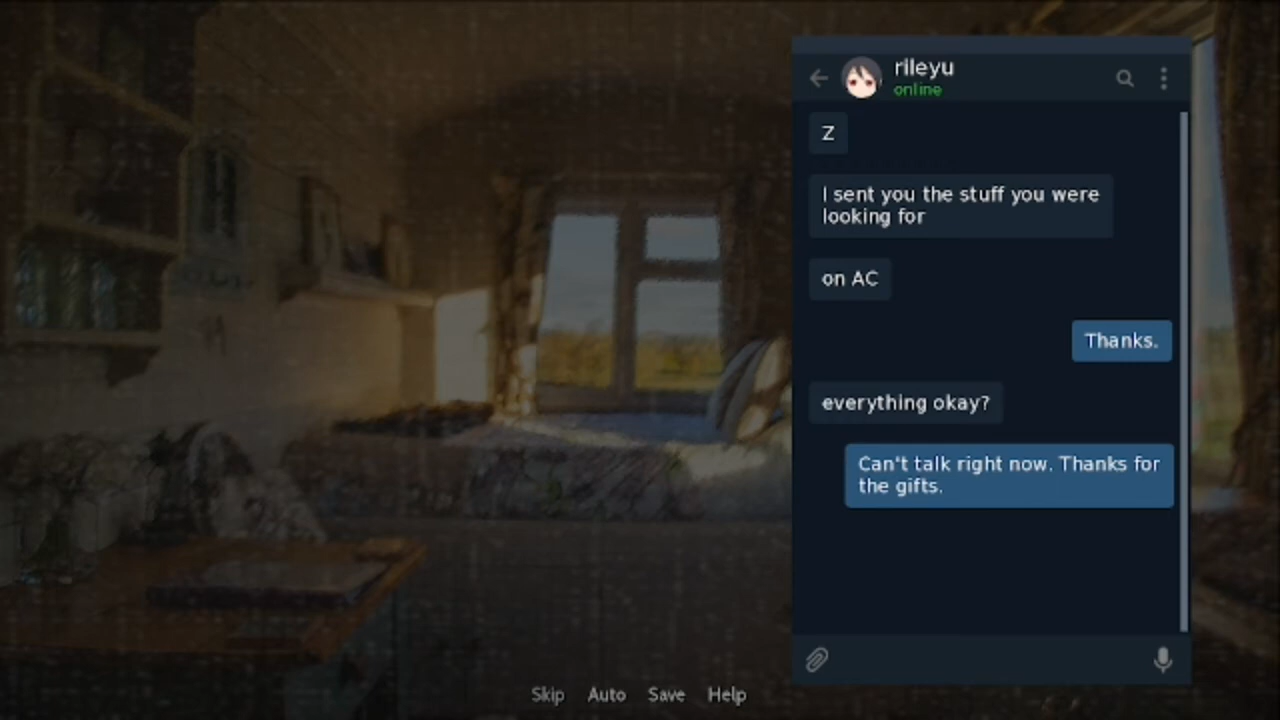 rileyu
online
Z
I sent you the stuff you were
looking for
on AC
Thanks.
everything okay?
Can't talk right now. Thanks for
the gifts.
Skip Auto Save Help